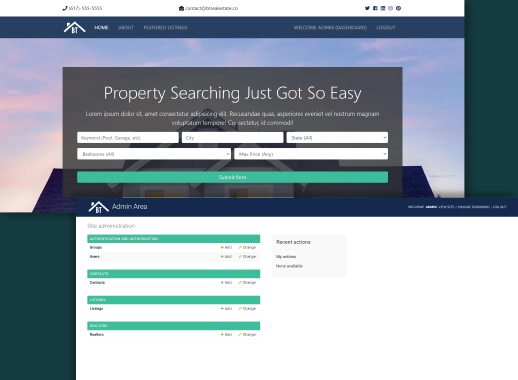 (617)-555-5555
contact@btrealestate.co
BT
HOME
ABOUT
FEATURED LISTINGS
WELCOME ADMIN (DASHBOARD)
LOGOUT
Property Searching Just Got So Easy
Lorem ipsum dolor sit, amet consectetur adipisicing elit. Recusandae quas, asperiores eveniet vel nostrum magnam
voluptatum tempore! Consectetur, id commodi!
Keyword (Pool, Garage, etc)
City
State (All)
Bedrooms (All)
Max Price (Any)
Submit form
BT
Admin Area
WELCOME, ADMIN. VIEW SITE / CHANGE PASSWORD / LOG OUT
Site administration
AUTHENTICATION AND AUTHORIZATION
Groups
Add
Change
Users
Add
Change
CONTACTS
Contacts
Add
Change
LISTINGS
Listings
Add
Change
REALTORS
Realtors
Add
Change
Recent actions
My actions
None available